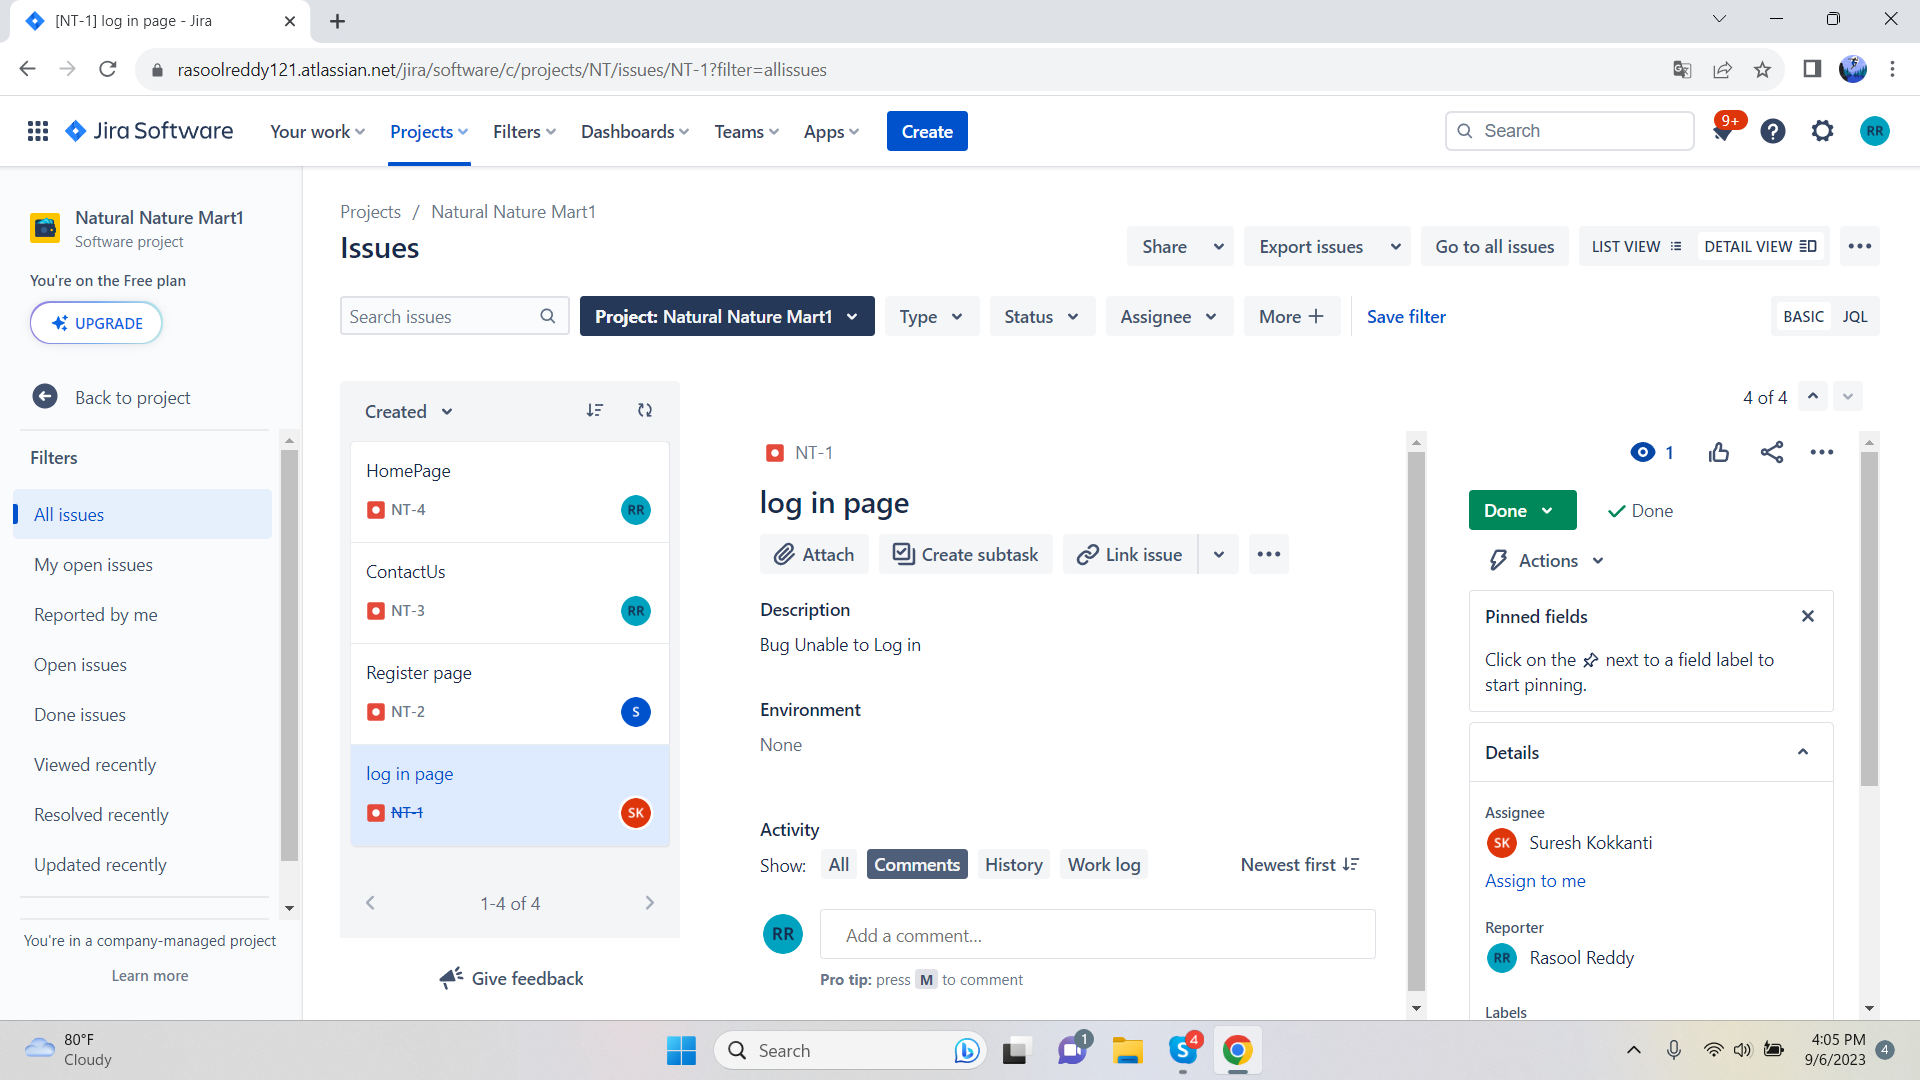 [NT-1] log in page - Jira
rasoolreddy121.atlassian.net/jira/software/c/projects/NT/issues/NT-1?filter=allissues
Jira Software
Your work
Projects
Filters
Dashboards
Teams
Apps
Create
Search
9+
RR
Natural Nature Mart1
Software project
You're on the Free plan
UPGRADE
Back to project
Filters
All issues
My open issues
Reported by me
Open issues
Done issues
Viewed recently
Resolved recently
Updated recently
You're in a company-managed project
Learn more
Projects / Natural Nature Mart1
Issues
Share
Export issues
Go to all issues
LIST VIEW
DETAIL VIEW
Search issues
Project: Natural Nature Mart1
Type
Status
Assignee
More
Save filter
BASIC
JQL
Created
HomePage
NT-4
RR
ContactUs
NT-3
RR
Register page
NT-2
S
log in page
NT-1
SK
1-4 of 4
Give feedback
4 of 4
NT-1
log in page
Attach
Create subtask
Link issue
Description
Bug Unable to Log in
Environment
None
Activity
Show:
All
Comments
History
Work log
Newest first
RR
Add a comment...
Pro tip: press M to comment
1
Done
Done
Actions
Pinned fields
Click on the next to a field label to
start pinning.
Details
Assignee
SK
Suresh Kokkanti
Assign to me
Reporter
RR
Rasool Reddy
Labels
80°F
Cloudy
Search
1
S
4
4:05 PM
9/6/2023
4